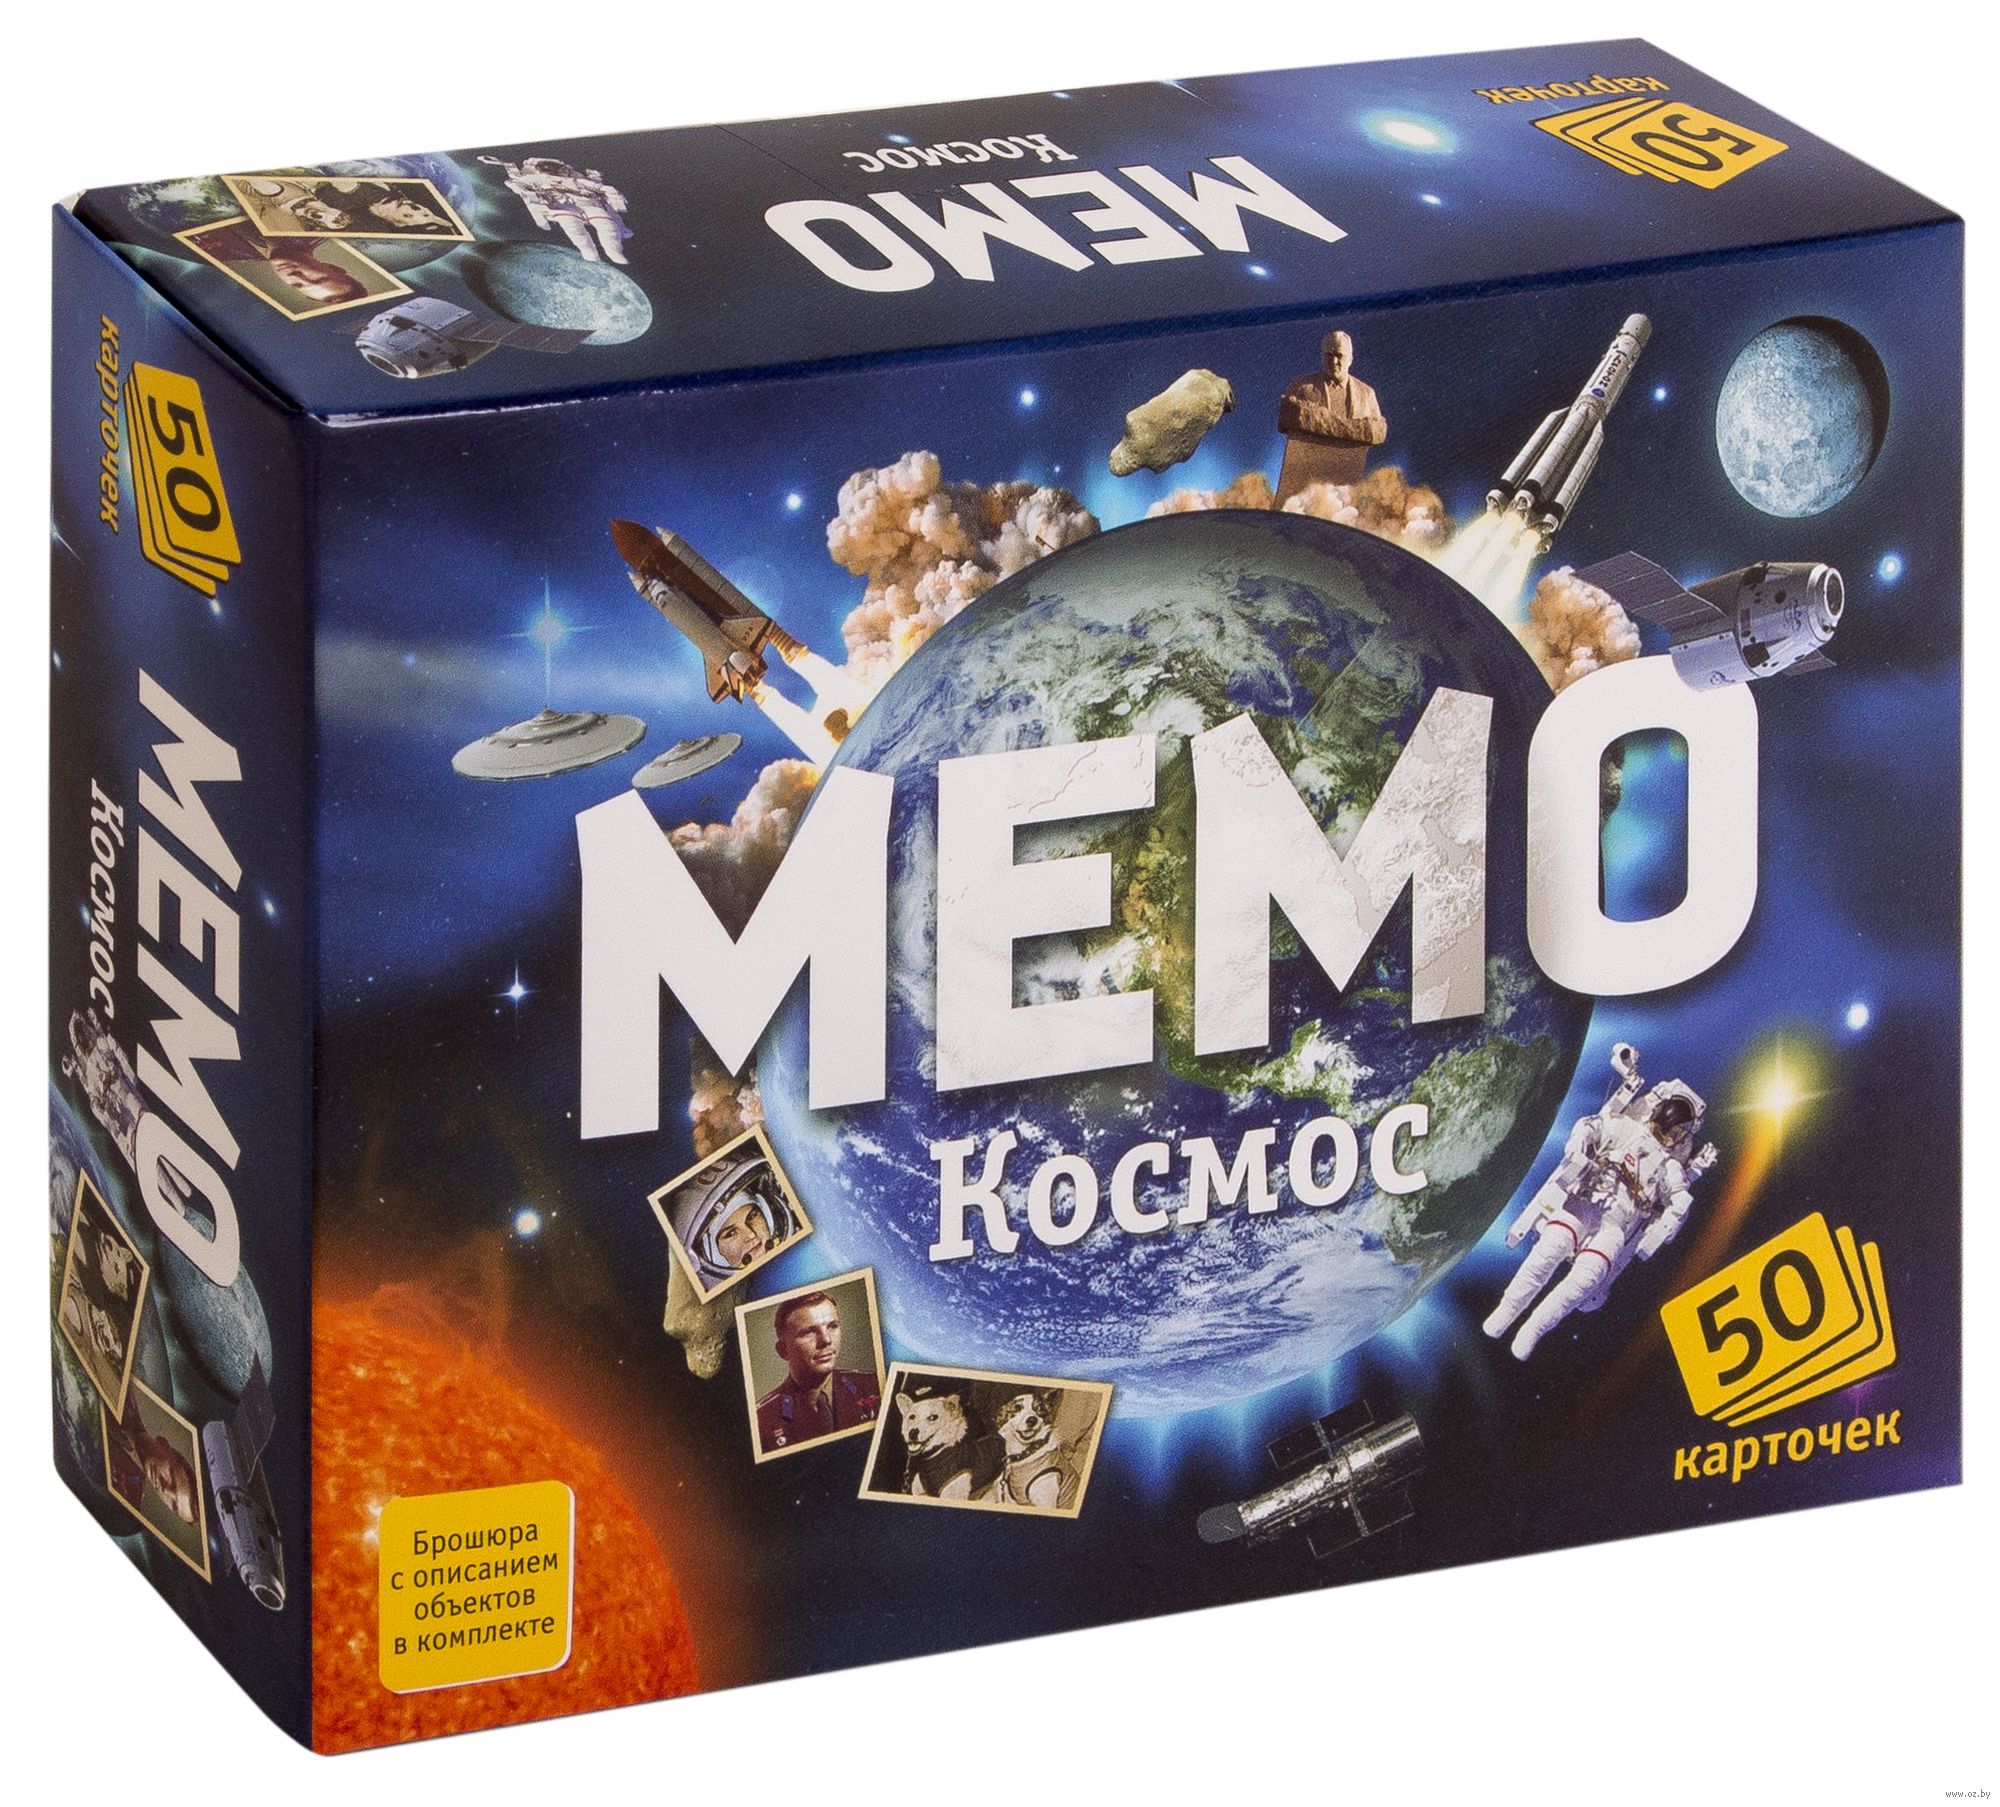 50
карточек
МЕМО
Космос
50
карточек
МЕМО
Космос
МЕМО
Космос
50
карточек
Брошюра
с описанием
объектов
в комплекте
www.oz.by